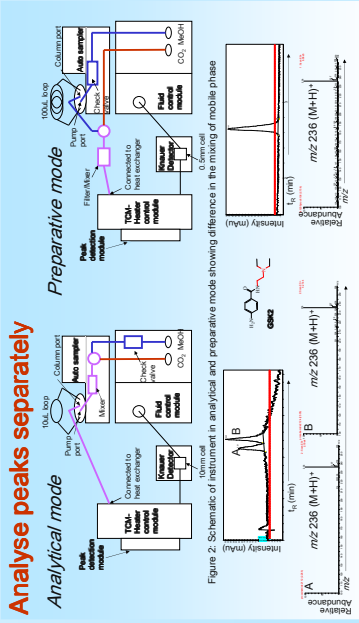 Analyse peaks separately
Analytical mode
10uL loop
Column port
Auto sampler
Pump
port
Mixer
Check
valve
CO2 MeOH
Fluid
control
module
Connected to
heat exchanger
Peak
detection
module
TCM-
Heater
control
module
Knauer
Detector
10mm cell
Preparative mode
100uL loop
Column port
Auto sampler
Pump
port
Check
valve
CO2 MeOH
Filter/Mixer
Fluid
control
module
Connected to
heat exchanger
Peak
detection
module
TCM-
Heater
control
module
Knauer
Detector
0.5mm cell
Figure 2: Schematic of instrument in analytical and preparative mode showing difference in the mixing of mobile phase
Intensity (mAu)
A
B
tR (min)
GSK2
Intensity (mAu)
tR (min)
Relative
Abundance
A
m/z 236 (M+H)+
B
m/z 236 (M+H)+
m/z
Relative
Abundance
m/z 236 (M+H)+
m/z